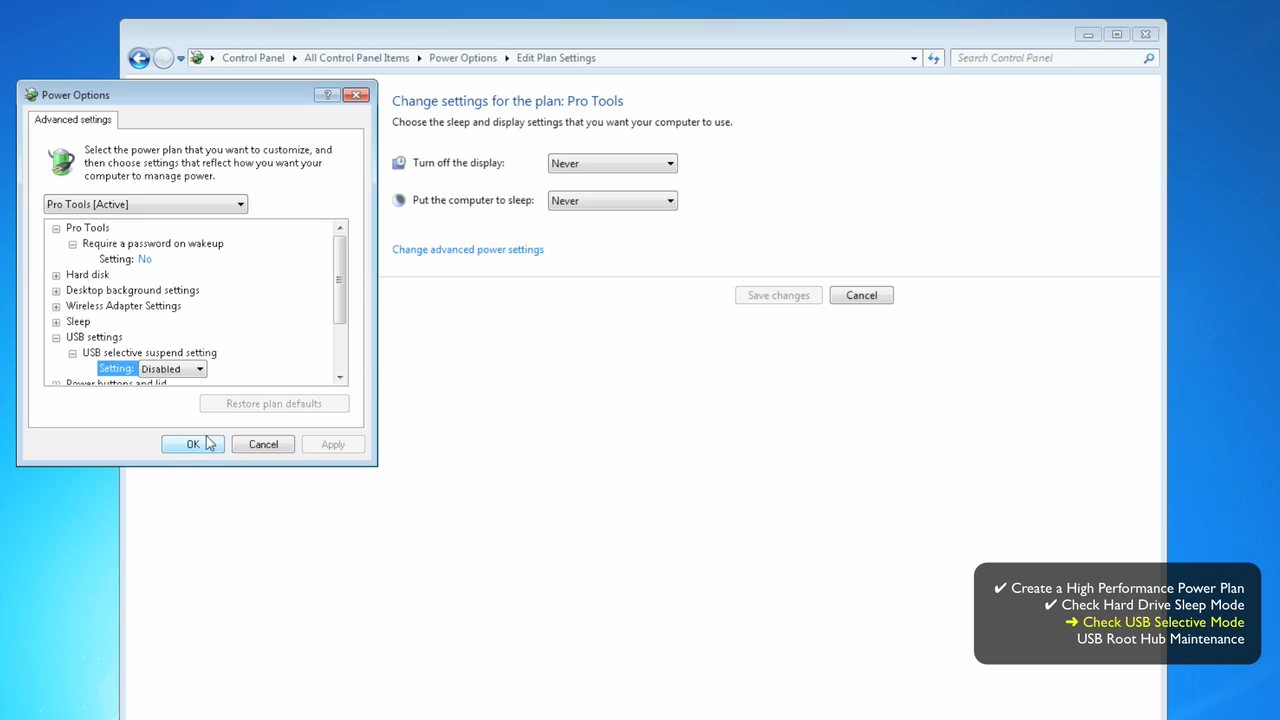 Control Panel
All Control Panel Items
Power Options
Edit Plan Settings
Search Control Panel
Power Options
?
Advanced settings
Select the power plan that you want to customize, and
then choose settings that reflect how you want your
computer to manage power.
Pro Tools [Active]
Pro Tools
Require a password on wakeup
Setting: No
Hard disk
Desktop background settings
Wireless Adapter Settings
Sleep
USB settings
USB selective suspend setting
Setting: Disabled
Power buttons and lid
Restore plan defaults
OK
Cancel
Apply
Change settings for the plan: Pro Tools
Choose the sleep and display settings that you want your computer to use.
Turn off the display: Never
Put the computer to sleep: Never
Change advanced power settings
Save changes
Cancel
✔ Create a High Performance Power Plan
✔ Check Hard Drive Sleep Mode
➜ Check USB Selective Mode
USB Root Hub Maintenance